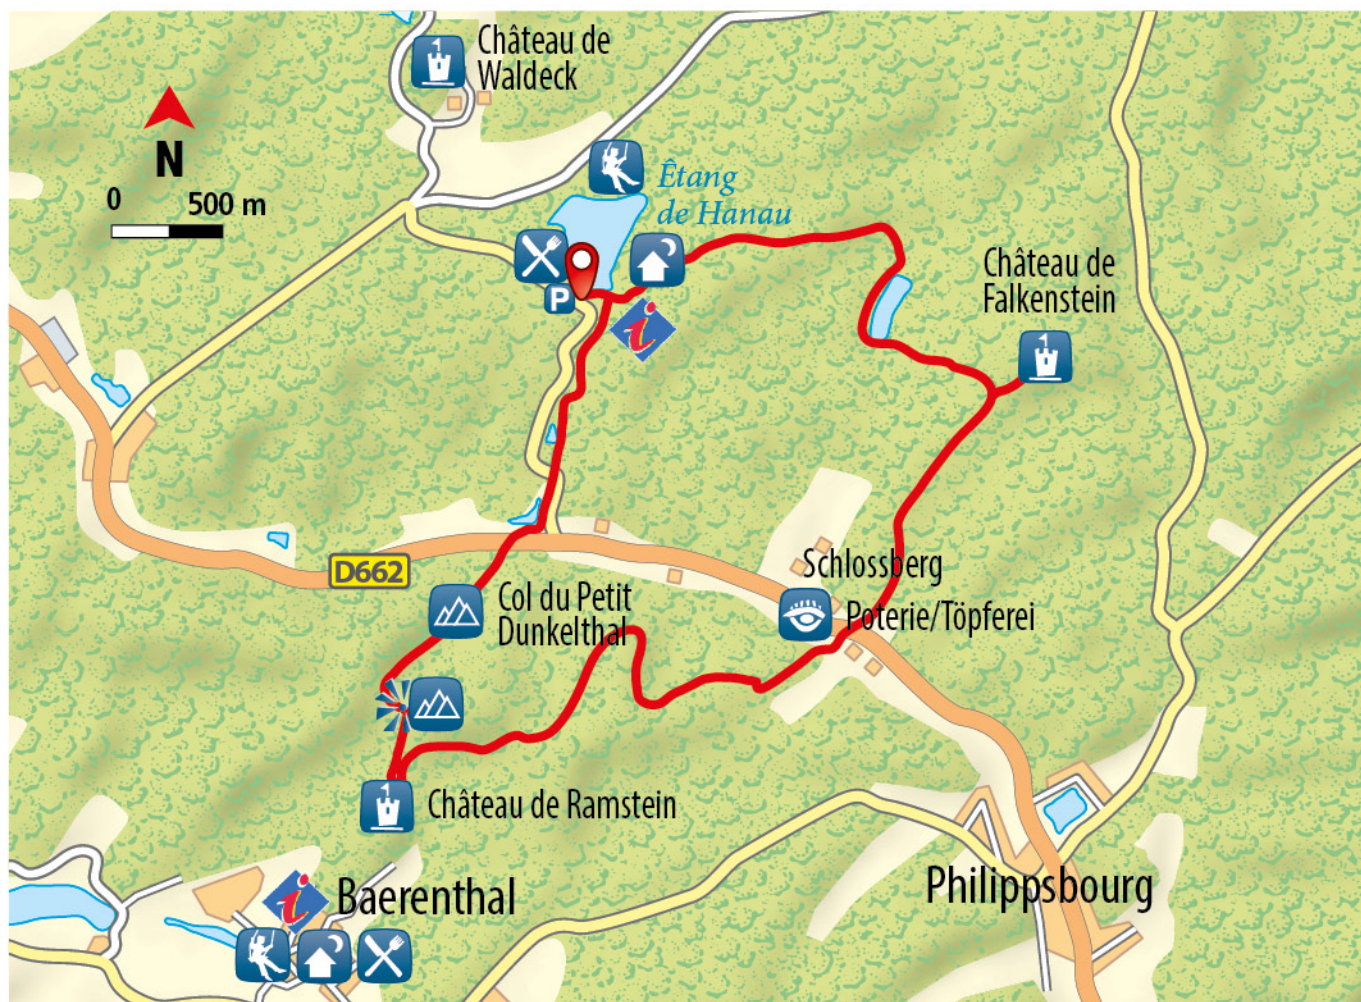 Château de
Waldeck
N
0 500 m
Êtang
de Hanau
P
i
Château de
Falkenstein
D662
Schlossberg
Poterie/Töpferei
Col du Petit
Dunkelthal
Château de Ramstein
i
Baerenthal
Philippsbourg